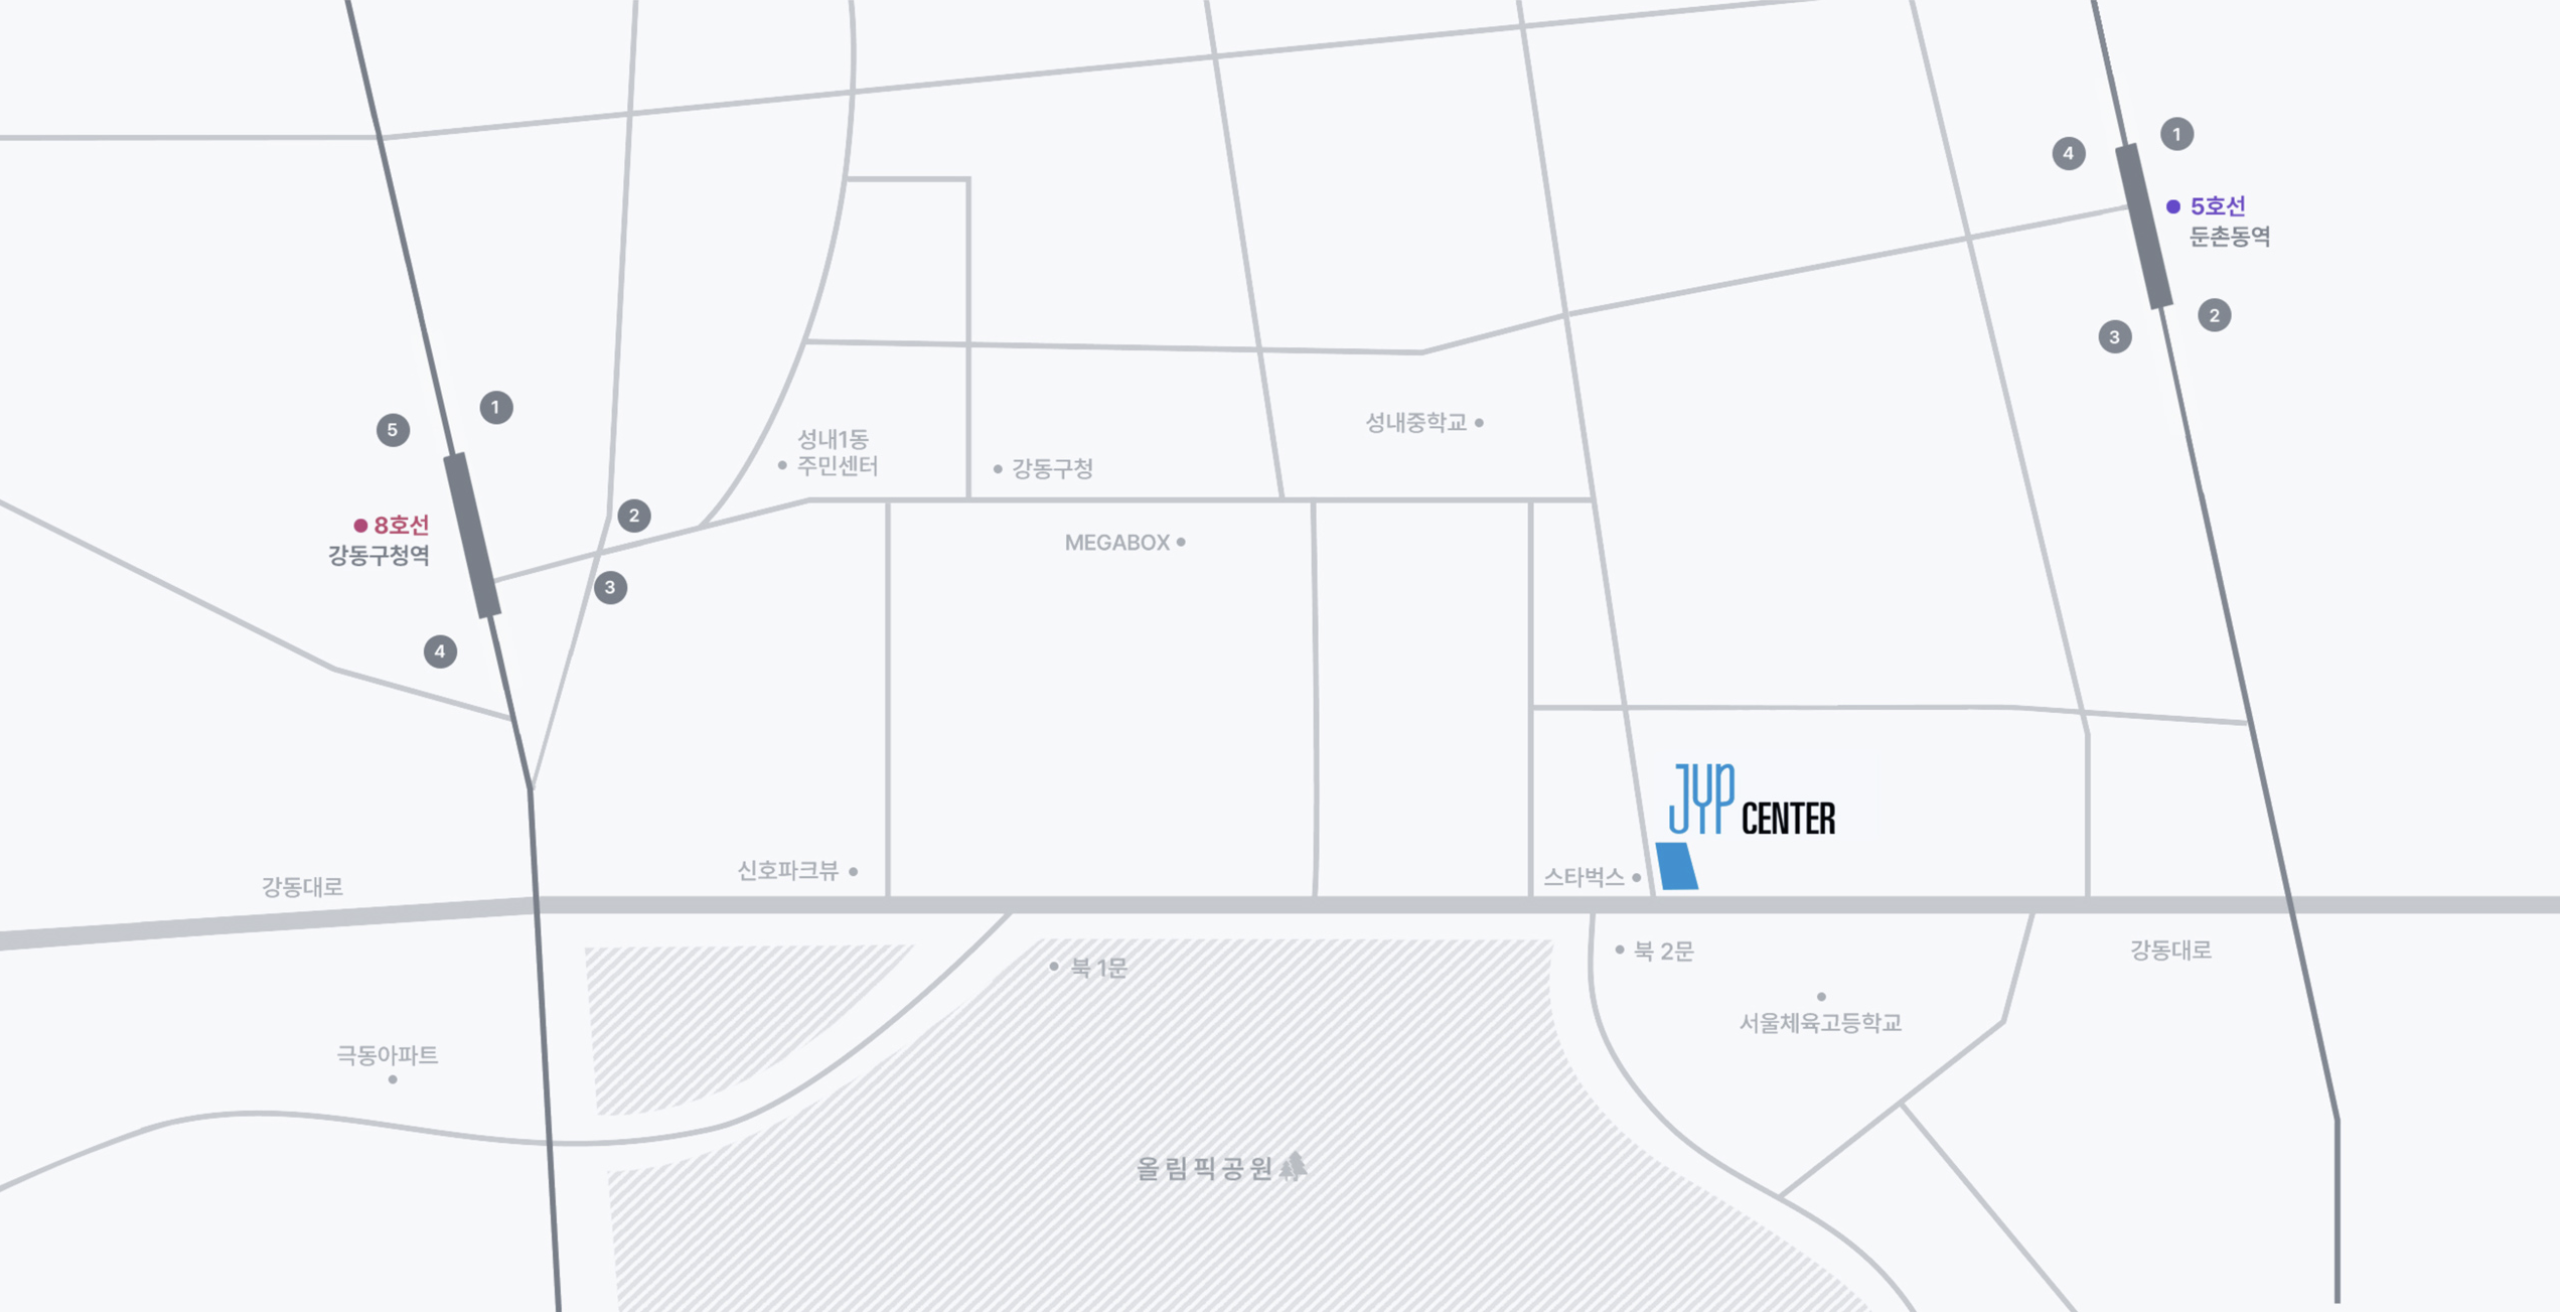 1
4
5호선
둔촌동역
2
3
1
5
성내중학교
성내1동
주민센터
강동구청
2
8호선
강동구청역
MEGABOX
3
4
JYP CENTER
신호파크뷰
스타벅스
강동대로
북 1문
북 2문
강동대로
서울체육고등학교
극동아파트
올림픽공원